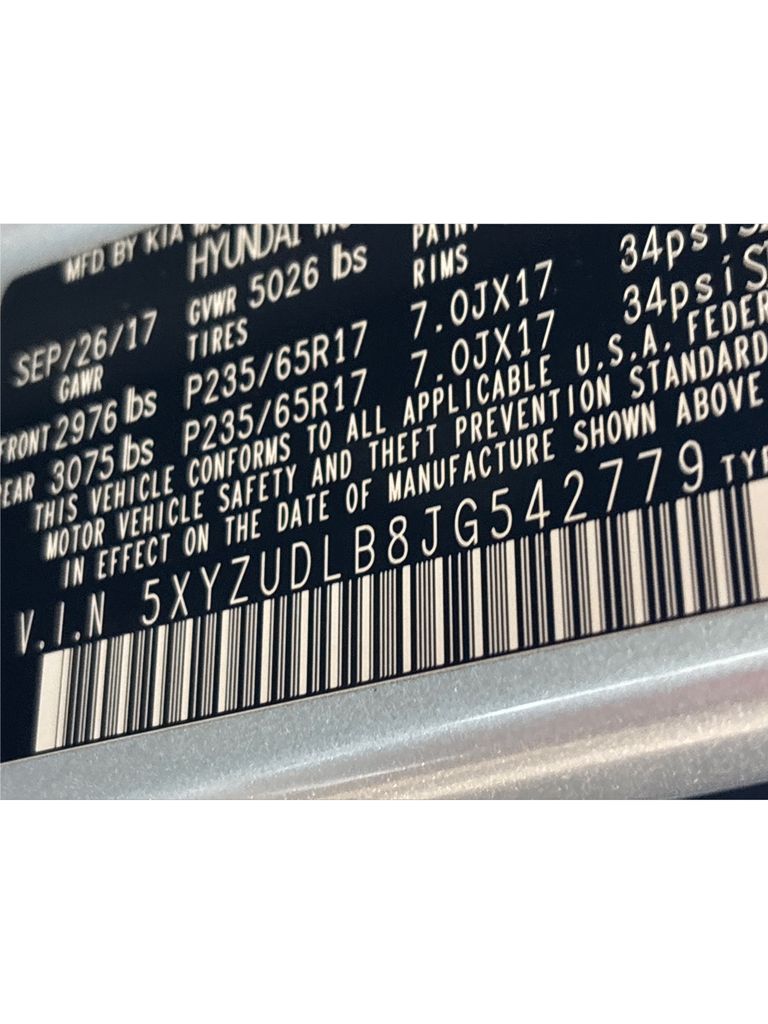 MFD. BY KIA
HYUNDAI
SEP/26/17 GVWR 5026 lbs
GAWR TIRES RIMS
FRONT 2976 lbs P235/65R17 7.0JX17 34psi
REAR 3075 lbs P235/65R17 7.0JX17 34psi
THIS VEHICLE CONFORMS TO ALL APPLICABLE U.S.A. FEDER
MOTOR VEHICLE SAFETY AND THEFT PREVENTION STANDARD
IN EFFECT ON THE DATE OF MANUFACTURE SHOWN ABOVE
V.I.N 5XYZUDLB8JG542779 TYP